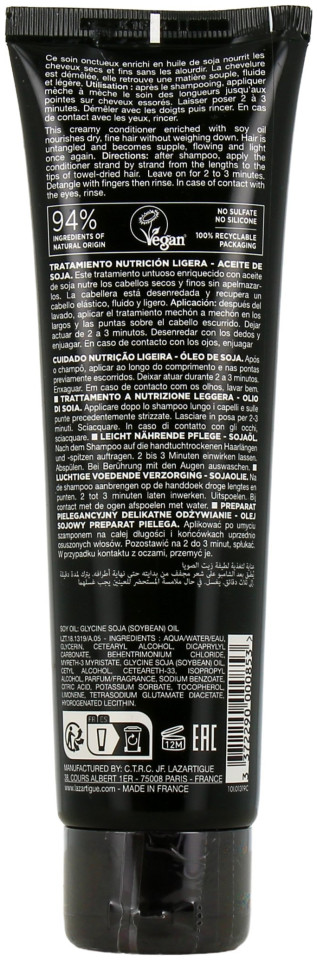 Ce soin onctueux enrichi en huile de soja nourrit les
cheveux secs et fins sans les alourdir. La chevelure
est démêlée, elle retrouve une matière souple, fluide
et légère. Utilisation : après le shampooing, appliquer
mèche à mèche le soin des longueurs jusqu'aux
pointes sur cheveux essorés. Laisser poser 2 à 3
minutes. Démêler avec les doigts puis rincer. En cas
de contact avec les yeux, rincer.
This creamy conditioner enriched with soy oil
nourishes dry, fine hair without weighing down. Hair is
untangled and becomes supple, flowing and light
once again. Directions: after shampoo, apply the
conditioner strand by strand from the lengths to the
tips of towel-dried hair. Leave on for 2 to 3 minutes.
Detangle with fingers then rinse. In case of contact with
the eyes, rinse.
94%
INGREDIENTS OF
NATURAL ORIGIN
Vegan
NO SULFATE
NO SILICONE
100% RECYCLABLE
PACKAGING
TRATAMIENTO NUTRICIÓN LIGERA - ACEITE DE
SOJA. Este tratamiento untuoso enriquecido con aceite
de soja nutre los cabellos secos y finos sin apelmazar-
los. La cabellera está desenredada y recupera un
cabello elástico, fluido y ligero. Aplicación: después del
lavado, aplicar el tratamiento mechón a mechón en los
largos y las puntas sobre el cabello escurrido. Dejar
actuar de 2 a 3 minutos. Desenredar con los dedos y
enjuagar. En caso de contacto con los ojos, enjuagar
CUIDADO NUTRIÇÃO LIGEIRA - ÓLEO DE SOJA. Após
o champô, aplicar ao longo do comprimento e nas pontas
previamente escorridos. Deixar atuar durante 2 a 3 minutos.
Enxaguar. Em caso de contacto com os olhos, lavar bem.
■ TRATTAMENTO A NUTRIZIONE LEGGERA - OLIO
DI SOIA. Applicare dopo lo shampoo lungo i capelli e sulle
punte precedentemente strizzate. Lasciare in posa per 2-3
minuti. Sciacquare. In caso di contatto con gli occhi,
sciacquare. ■ LEICHT NÄHRENDE PFLEGE - SOJAÖL.
Nach dem Shampoo auf die handtuchtrockenen Haarlängen
und -spitzen auftragen. 2 bis 3 Minuten einwirken lassen.
Abspülen. Bei Berührung mit den Augen auswaschen. ■
LUCHTIGE VOEDENDE VERZORGING - SOJAOLIE. Na
de shampoo aanbrengen op de handdoek droge lengtes en
punten. 2 tot 3 minuten laten inwerken. Uitspoelen. Bij
contact met de ogen afspoelen met water. ■ PREPARAT
PIELEGANCYJNY DELIKATNE ODŻYWIANIE - OLEJ
SOJOWY PREPARAT PIELEGA. Aplikować po umyciu
szamponem na całej długości i końcówkach uprzednio
osuszonych włosów. Pozostawić na 2 do 3 minut, spłukać.
W przypadku kontaktu z oczami, przemyć je.
SOY OIL: GLYCINE SOJA (SOYBEAN) OIL
LZT.18.1319/A.05 - INGREDIENTS : AQUA/WATER/EAU,
GLYCERIN, CETEARYL ALCOHOL, DICAPRYLYL
CARBONATE, BEHENTRIMONIUM CHLORIDE,
MYRETH-3 MYRISTATE, GLYCINE SOJA (SOYBEAN) OIL,
CETYL ALCOHOL, CETEARETH-33, ISOPROPYL
ALCOHOL, PARFUM/FRAGRANCE, SODIUM BENZOATE,
CITRIC ACID, POTASSIUM SORBATE, TOCOPHEROL,
LIMONENE, TETRASODIUM GLUTAMATE DIACETATE,
HYDROGENATED LECITHIN.
FR
ES
12M
EAC
MANUFACTURED BY: C.T.R.C. JF. LAZARTIGUE
38, COURS ALBERT 1ER - 75008 PARIS - FRANCE
www.lazartigue.com - MADE IN FRANCE